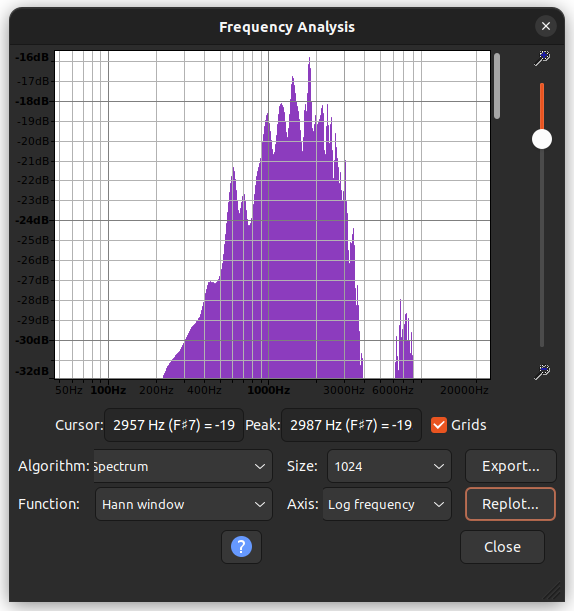 Frequency Analysis
-16dB
-17dB
-18dB
-19dB
-20dB
-21dB
-22dB
-23dB
-24dB
-25dB
-26dB
-27dB
-28dB
-29dB
-30dB
-32dB
50Hz 100Hz 200Hz 400Hz 1000Hz 3000Hz 6000Hz 20000Hz
Cursor: 2957 Hz (F♯7) = -19 Peak: 2987 Hz (F♯7) = -19 Grids
Algorithm: Spectrum Size: 1024 Export...
Function: Hann window Axis: Log frequency Replot...
? Close